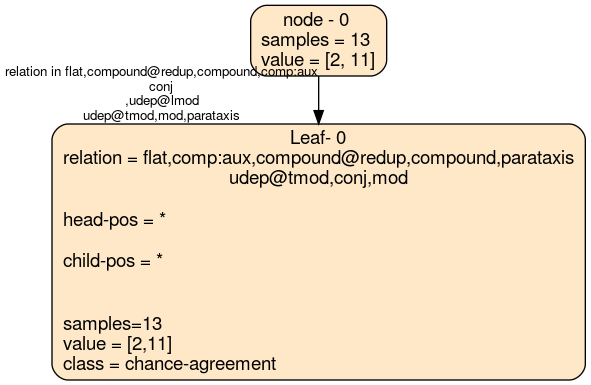 node - 0
samples = 13
value = [2, 11]
relation in flat,compound@redup,compound,comp:aux
conj
,udep@lmod
udep@tmod,mod,parataxis
Leaf- 0
relation = flat,comp:aux,compound@redup,compound,parataxis
udep@tmod,conj,mod
head-pos = *
child-pos = *
samples=13
value = [2,11]
class = chance-agreement